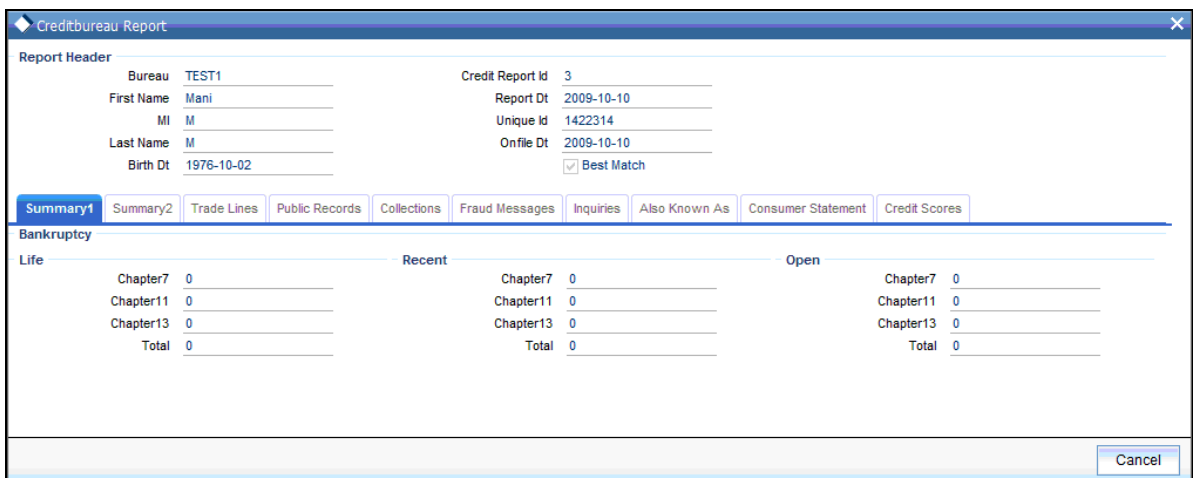 Creditbureau Report
Report Header
Bureau TEST1 Credit Report Id 3
First Name Mani Report Dt 2009-10-10
MI M Unique Id 1422314
Last Name M Onfile Dt 2009-10-10
Birth Dt 1976-10-02 Best Match
Summary1 Summary2 Trade Lines Public Records Collections Fraud Messages Inquiries Also Known As Consumer Statement Credit Scores
Bankruptcy
Life Recent Open
Chapter7 0 Chapter7 0 Chapter7 0
Chapter11 0 Chapter11 0 Chapter11 0
Chapter13 0 Chapter13 0 Chapter13 0
Total 0 Total 0 Total 0
Cancel